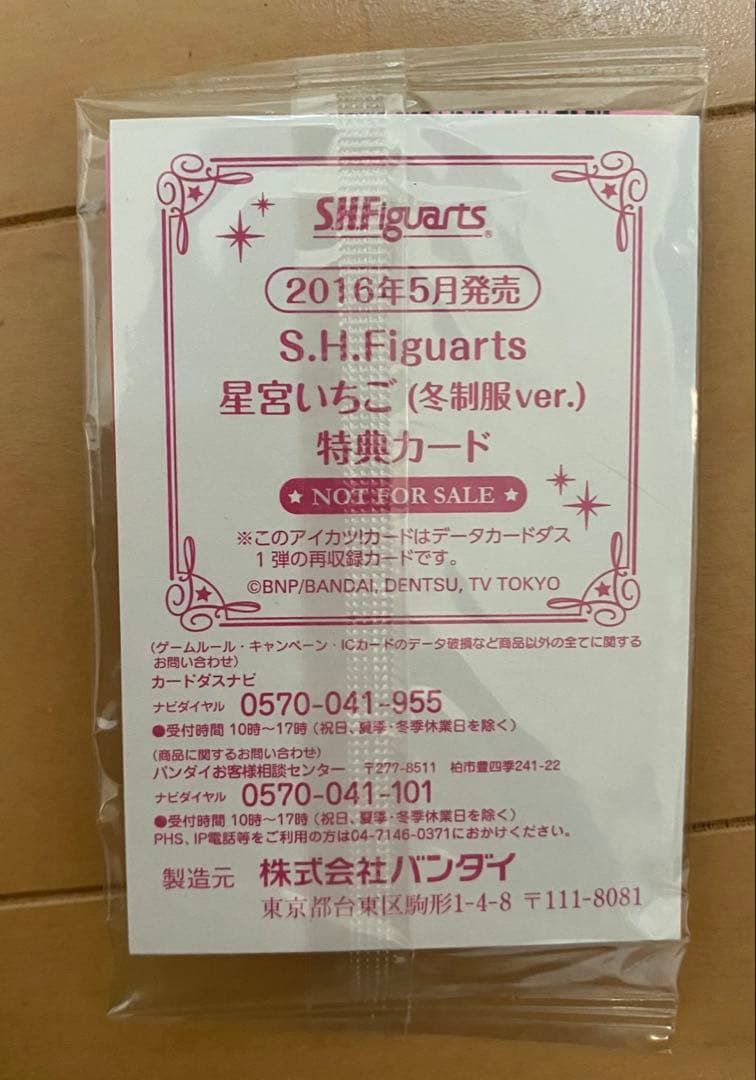 S.H.Figuarts®
2016年5月発売
S.H.Figuarts
星宮いちご (冬制服ver.)
特典カード
★ NOT FOR SALE ★
※このアイカツ!カードはデータカードダス
1弾の再収録カードです。
©BNP/BANDAI, DENTSU, TV TOKYO
(ゲームルール・キャンペーン・ICカードのデータ破損など商品以外の全てに関する
お問い合わせ)
カードダスナビ
ナビダイヤル 0570-041-955
●受付時間 10時〜17時 (祝日、夏季・冬季休業日を除く)
(商品に関するお問い合わせ)
バンダイお客様相談センター 〒277-8511 柏市豊四季241-22
ナビダイヤル 0570-041-101
●受付時間 10時〜17時 (祝日、夏季・冬季休業日を除く)
PHS、IP電話等をご利用の方は04-7146-0371におかけください。
製造元 株式会社バンダイ
東京都台東区駒形1-4-8 〒111-8081